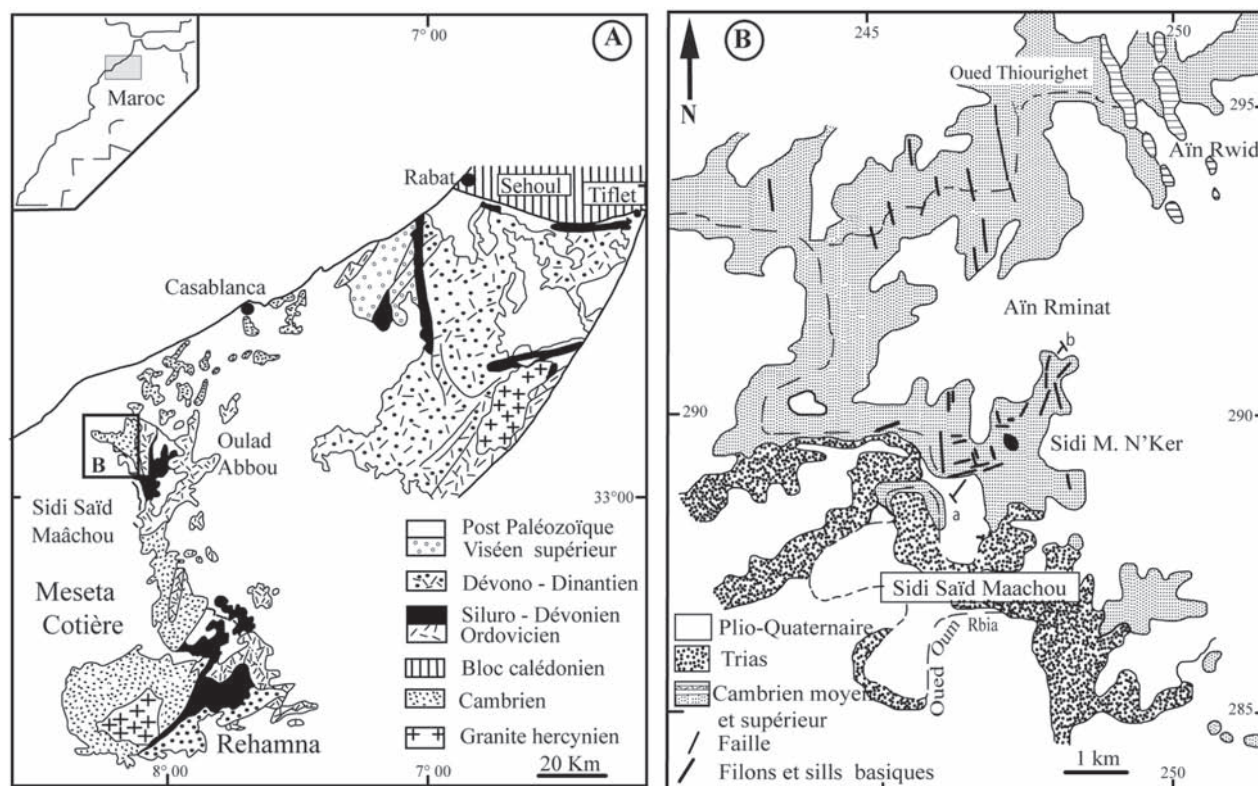 7° 00'
A
Maroc
Rabat
Sehoul
Tiflet
Casablanca
B
Oulad
Abbou
Sidi Saïd
Maâchou
33°00'
Meseta
Cotière
Rehamna
Post Paléozoïque
Viséen supérieur
Dévono - Dinantien
Siluro - Dévonien
Ordovicien
Bloc calédonien
Cambrien
Granite hercynien
20 Km
8° 00
7° 00
B
245
250
N
Oued Thiourighet
295
Aïn Rwid
Aïn Rminat
b
290
290
Sidi M. N'Ker
a
Sidi Saïd Maachou
Oued Oum Rbia
Plio-Quaternaire
Trias
Cambrien moyen
et supérieur
Faille
Filons et sills basiques
285
1 km
250